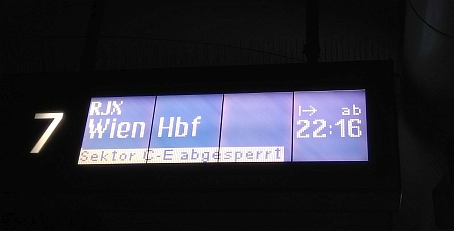 7
RJX
|→ ab
Wien Hbf
22:16
Sektor C-E abgesperrt